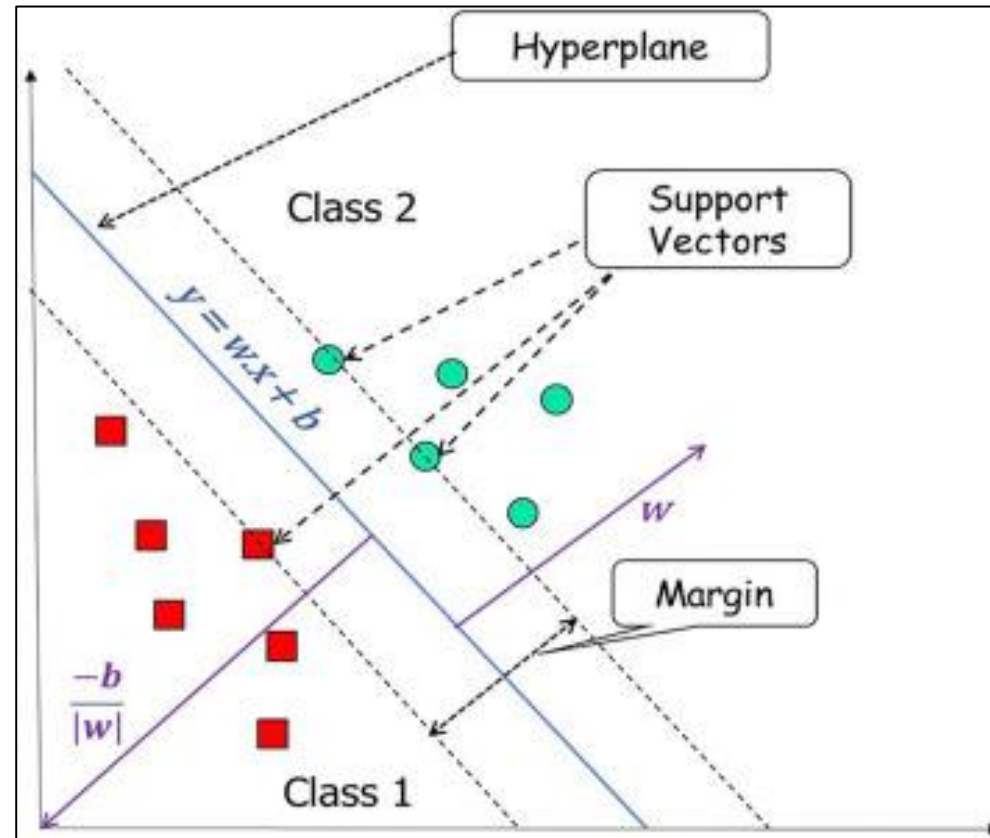 Hyperplane
Class 2
Support
Vectors
y = w.x + b
w
Margin
−b
|w|
Class 1